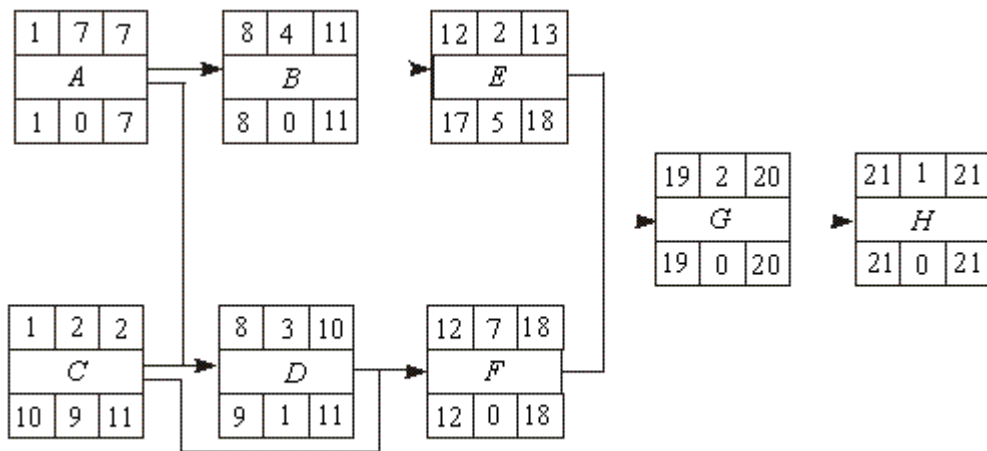 1 7 7
A
1 0 7
8 4 11
B
8 0 11
12 2 13
E
17 5 18
19 2 20
G
19 0 20
21 1 21
H
21 0 21
1 2 2
C
10 9 11
8 3 10
D
9 1 11
12 7 18
F
12 0 18